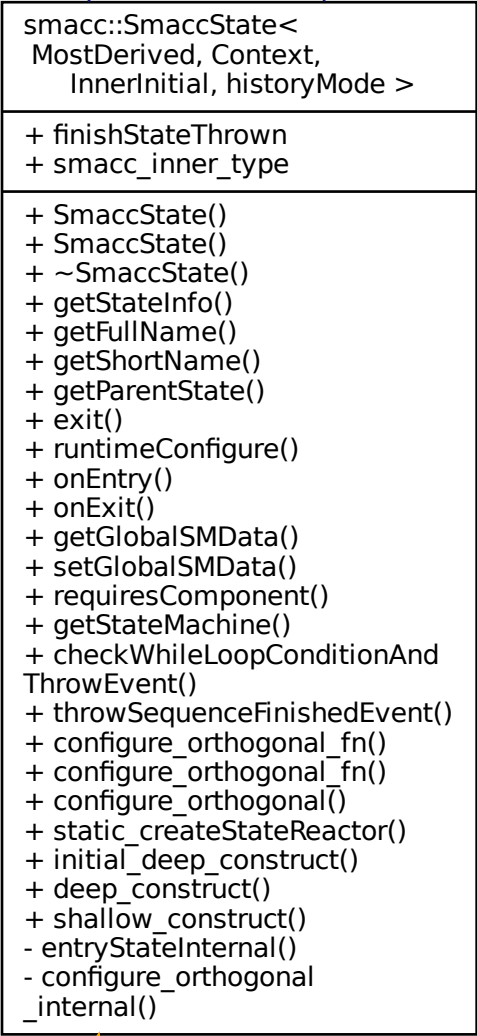 smacc::SmaccState<
MostDerived, Context,
InnerInitial, historyMode >
+ finishStateThrown
+ smacc_inner_type
+ SmaccState()
+ SmaccState()
+ ~SmaccState()
+ getStateInfo()
+ getFullName()
+ getShortName()
+ getParentState()
+ exit()
+ runtimeConfigure()
+ onEntry()
+ onExit()
+ getGlobalSMData()
+ setGlobalSMData()
+ requiresComponent()
+ getStateMachine()
+ checkWhileLoopConditionAnd
ThrowEvent()
+ throwSequenceFinishedEvent()
+ configure_orthogonal_fn()
+ configure_orthogonal_fn()
+ configure_orthogonal()
+ static_createStateReactor()
+ initial_deep_construct()
+ deep_construct()
+ shallow_construct()
- entryStateInternal()
- configure_orthogonal
_internal()